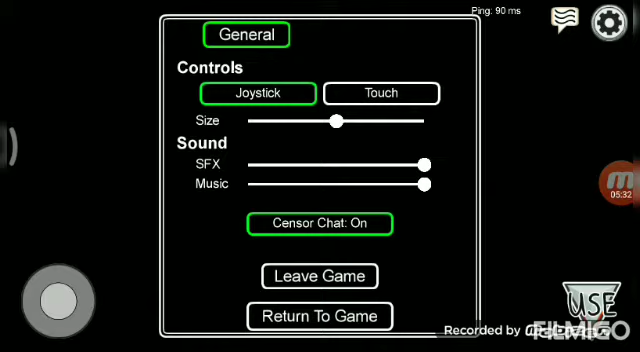 Ping: 90 ms
General
Controls
Joystick Touch
Size
Sound
SFX
Music
05:32
Censor Chat: On
Leave Game
USE
Return To Game
FILMIGO
Recorded by